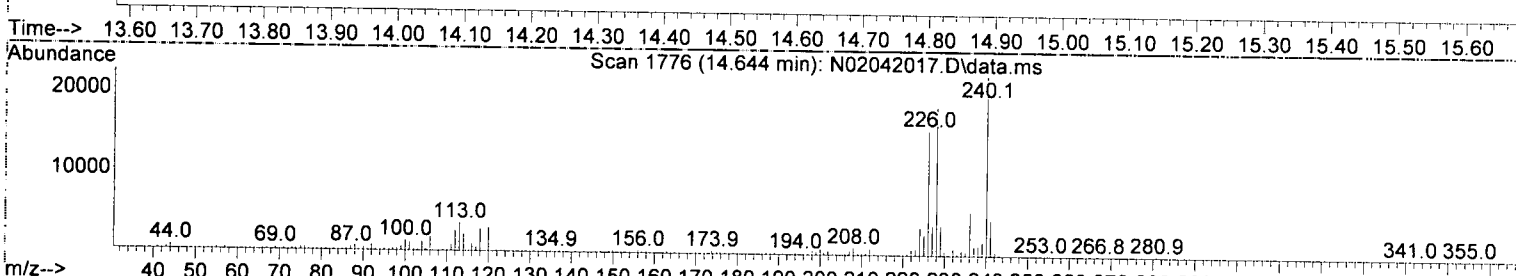 Time--> 13.60 13.70 13.80 13.90 14.00 14.10 14.20 14.30 14.40 14.50 14.60 14.70 14.80 14.90 15.00 15.10 15.20 15.30 15.40 15.50 15.60
Abundance
Scan 1776 (14.644 min): N02042017.D\data.ms
20000
240.1
226.0
10000
113.0
44.0 69.0 87.0 100.0 134.9 156.0 173.9 194.0 208.0 253.0 266.8 280.9 341.0 355.0
m/z--> 40 50 60 70 80 90 100 110 120 130 140 150 160 170 180 190